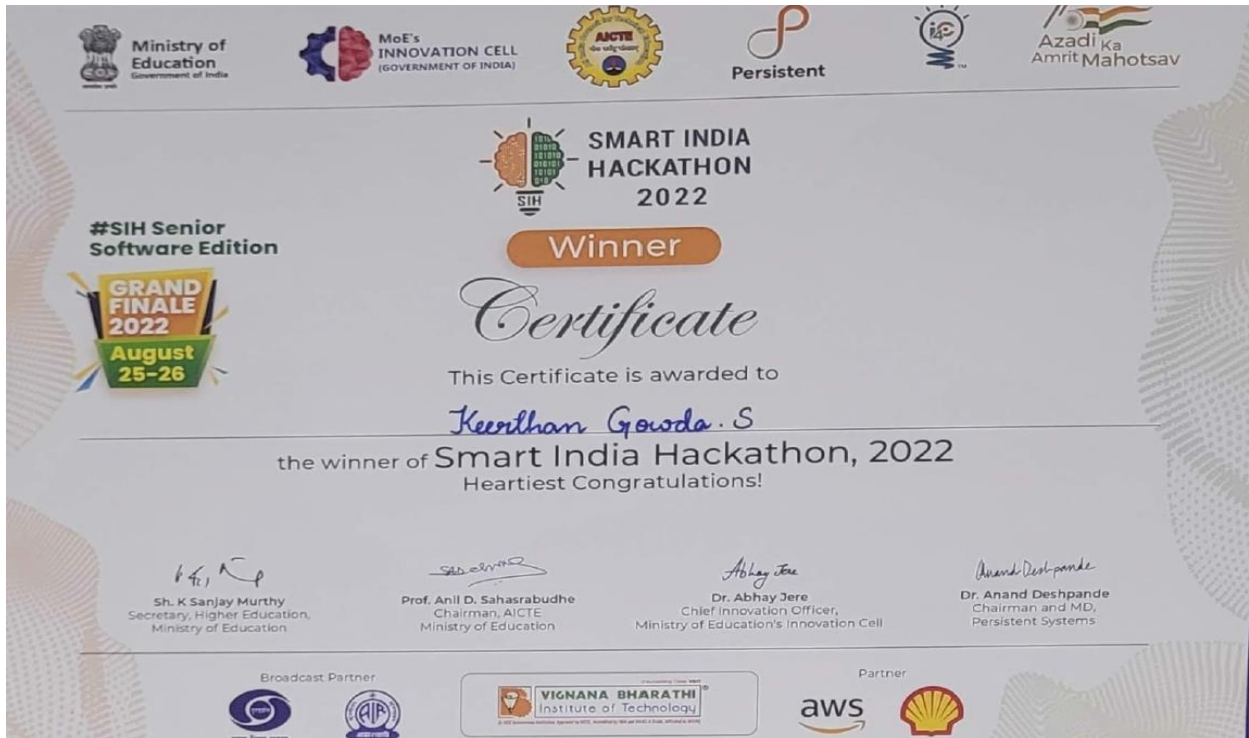 Ministry of
Education
Government of India
MoE's
INNOVATION CELL
(GOVERNMENT OF INDIA)
AICTE
Persistent
Azadi Ka
Amrit Mahotsav
SMART INDIA
HACKATHON
2022
SIH
#SIH Senior
Software Edition
Winner
GRAND
FINALE
2022
August
25-26
Certificate
This Certificate is awarded to
Keerthan Gowda. S
the winner of Smart India Hackathon, 2022
Heartiest Congratulations!
Abhay Jere
Anand Deshpande
Sh. K Sanjay Murthy
Secretary, Higher Education,
Ministry of Education
Prof. Anil D. Sahasrabudhe
Chairman, AICTE
Ministry of Education
Dr. Abhay Jere
Chief Innovation Officer,
Ministry of Education's Innovation Cell
Dr. Anand Deshpande
Chairman and MD,
Persistent Systems
Broadcast Partner
AIR
VIGNANA BHARATHI
Institute of Technology
Partner
aws